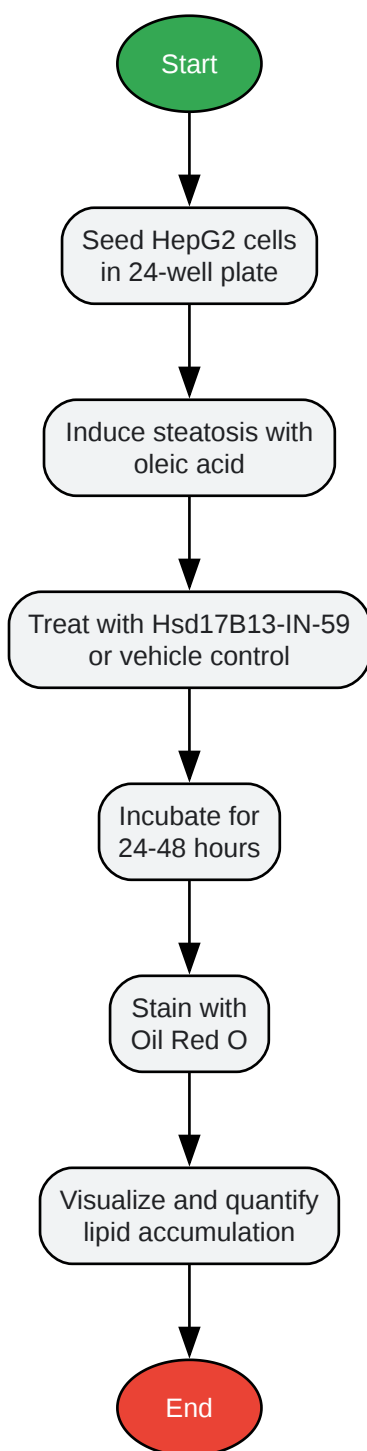 Start
Seed HepG2 cells
in 24-well plate
Induce steatosis with
oleic acid
Treat with Hsd17B13-IN-59
or vehicle control
Incubate for
24-48 hours
Stain with
Oil Red O
Visualize and quantify
lipid accumulation
End